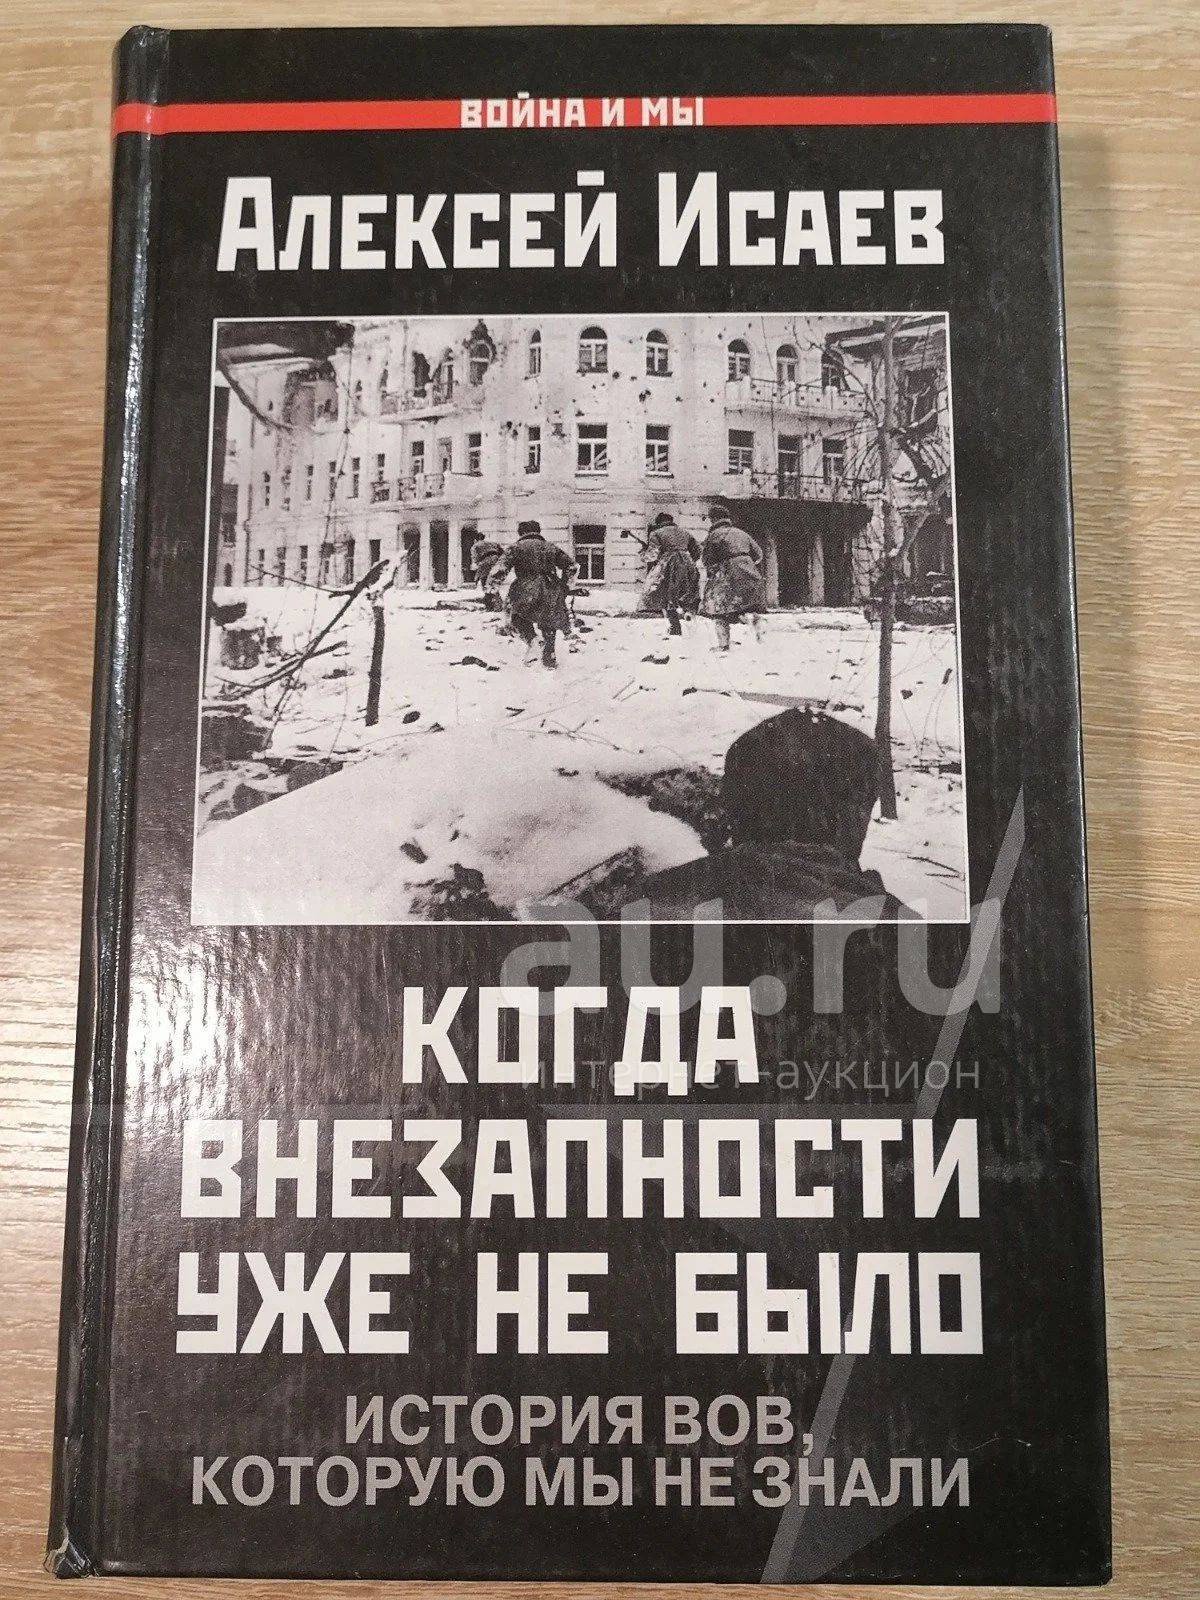 ВОЙНА И МЫ
АЛЕКСЕЙ ИСАЕВ
au.ru
КОГДА
интернет-аукцион
ВНЕЗАПНОСТИ
УЖЕ НЕ БЫЛО
ИСТОРИЯ ВОВ,
КОТОРУЮ МЫ НЕ ЗНАЛИ